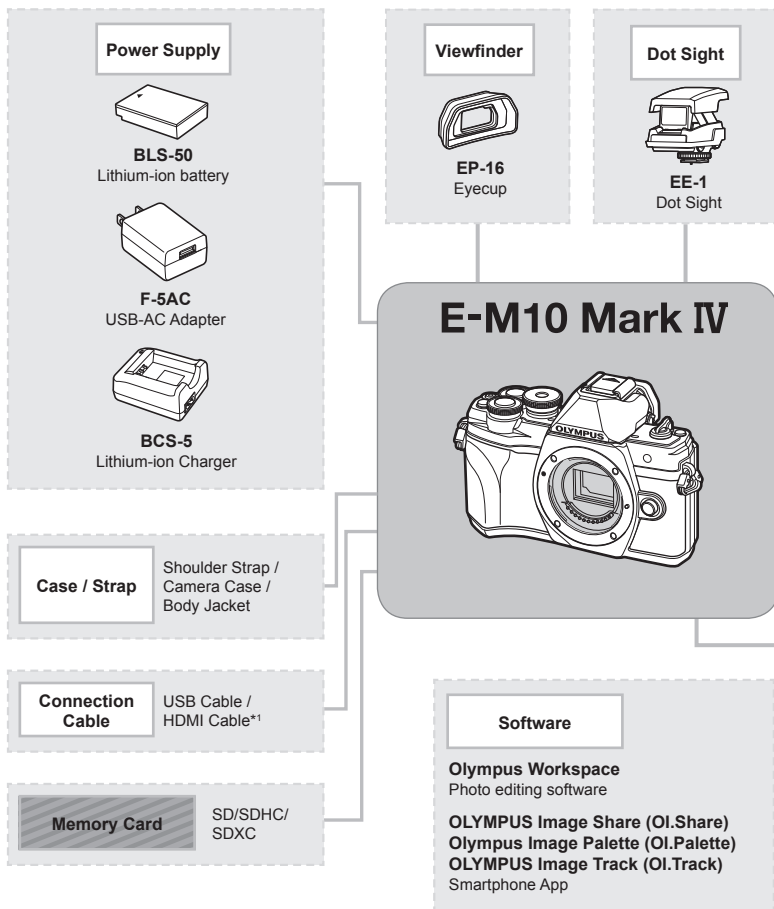 Power Supply
BLS-50
Lithium-ion battery
F-5AC
USB-AC Adapter
BCS-5
Lithium-ion Charger
Viewfinder
EP-16
Eyecup
Dot Sight
EE-1
Dot Sight
E-M10 Mark Ⅳ
OLYMPUS
Case / Strap
Shoulder Strap /
Camera Case /
Body Jacket
Connection
Cable
USB Cable /
HDMI Cable*1
Memory Card
SD/SDHC/
SDXC
Software
Olympus Workspace
Photo editing software
OLYMPUS Image Share (OI.Share)
Olympus Image Palette (OI.Palette)
OLYMPUS Image Track (OI.Track)
Smartphone App